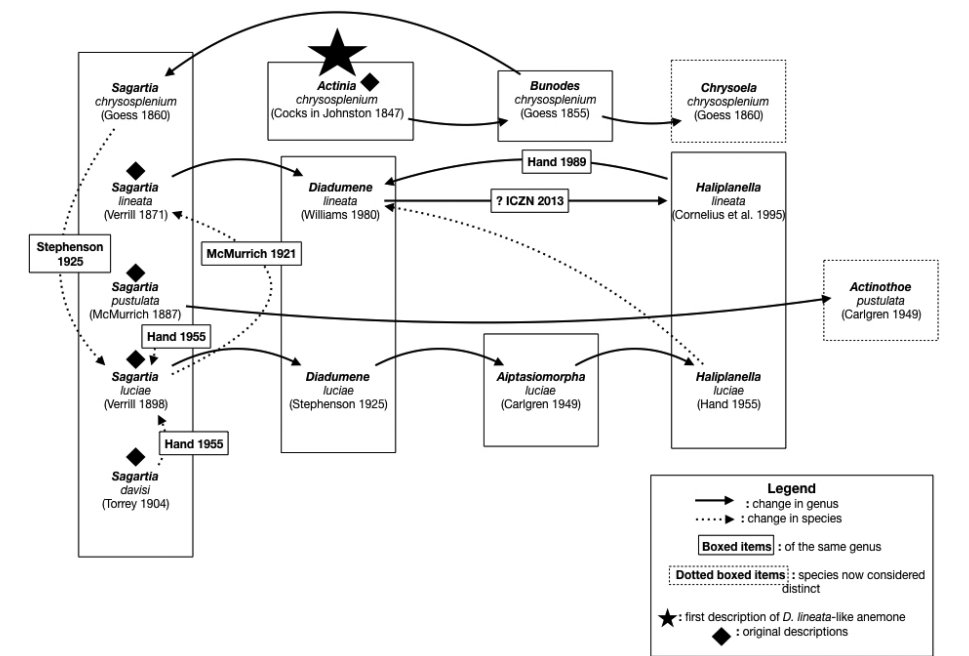 Sagartia
chrysosplenium
(Goess 1860)
Actinia
chrysosplenium
(Cocks in Johnston 1847)
Bunodes
chrysosplenium
(Goess 1855)
Chrysoela
chrysosplenium
(Goess 1860)
Hand 1989
Sagartia
lineata
(Verrill 1871)
Diadumene
lineata
(Williams 1980)
? ICZN 2013
Haliplanella
lineata
(Cornelius et al. 1995)
Stephenson
1925
McMurrich 1921
Sagartia
pustulata
(McMurrich 1887)
Actinothoe
pustulata
(Carlgren 1949)
Hand 1955
Sagartia
luciae
(Verrill 1898)
Diadumene
luciae
(Stephenson 1925)
Aiptasiomorpha
luciae
(Carlgren 1949)
Haliplanella
luciae
(Hand 1955)
Hand 1955
Sagartia
davisi
(Torrey 1904)
Legend
: change in genus
: change in species
Boxed items : of the same genus
Dotted boxed items : species now considered
distinct
: first description of D. lineata-like anemone
: original descriptions